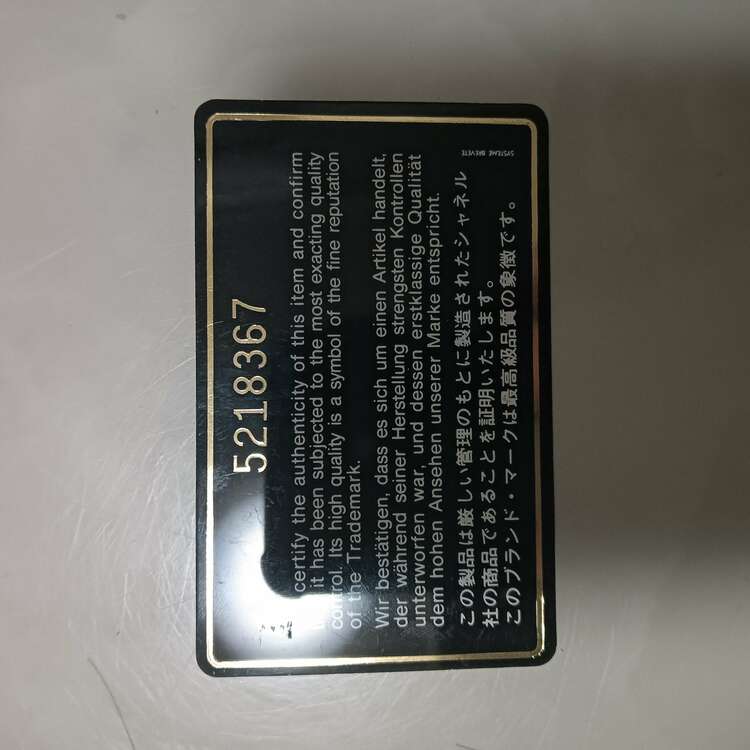 5218367
certify the authenticity of this item and confirm
it has been subjected to the most exacting quality
control. Its high quality is a symbol of the fine reputation
of the Trademark.
Wir bestätigen, dass es sich um einen Artikel handelt,
der während seiner Herstellung strengsten Kontrollen
unterworfen war, und dessen erstklassige Qualität
dem hohen Ansehen unserer Marke entspricht.
この製品は厳しい管理のもとに製造されたシャネル
社の商品であることを証明いたします。
このブランド・マークは最高級品質の象徴です。
SYSTEME BREVETE